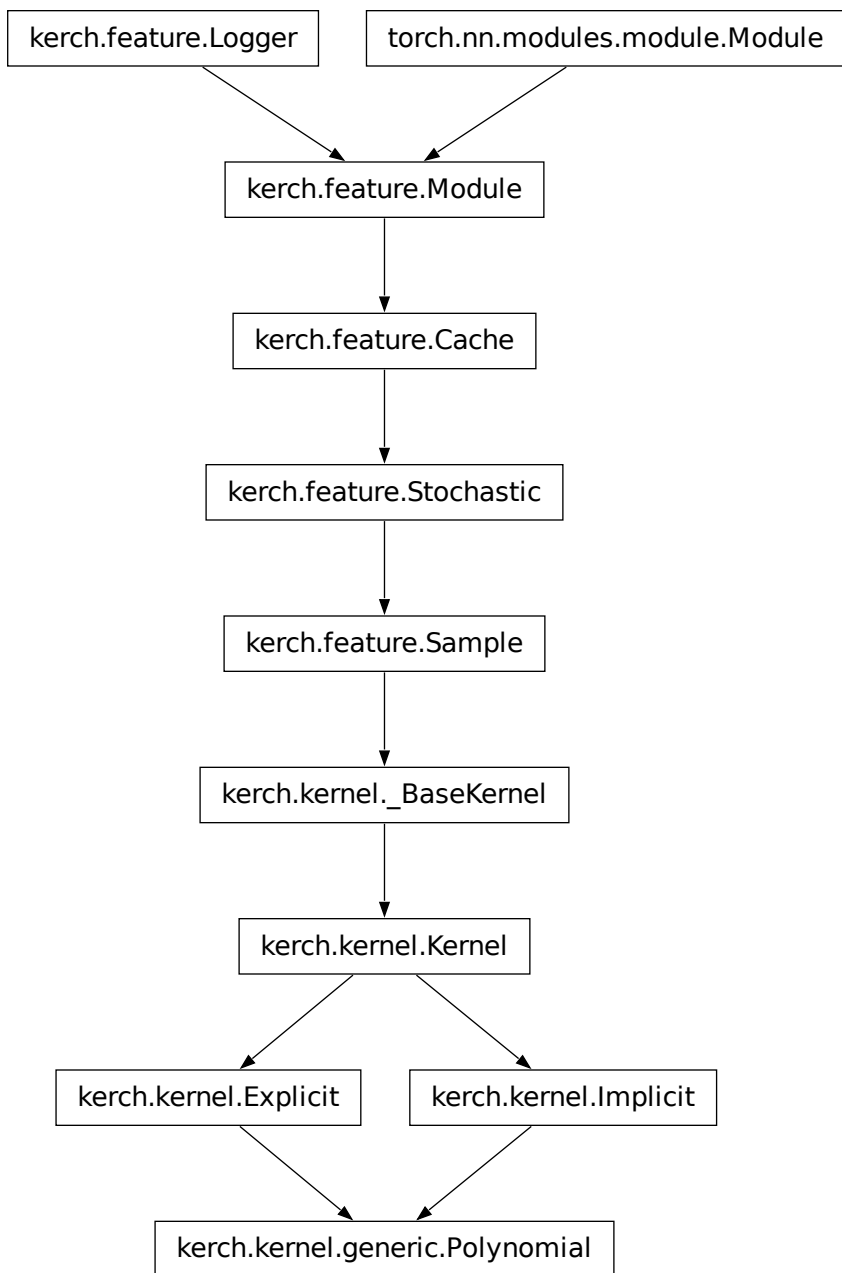 kerch.feature.Logger
torch.nn.modules.module.Module
kerch.feature.Module
kerch.feature.Cache
kerch.feature.Stochastic
kerch.feature.Sample
kerch.kernel._BaseKernel
kerch.kernel.Kernel
kerch.kernel.Explicit
kerch.kernel.Implicit
kerch.kernel.generic.Polynomial